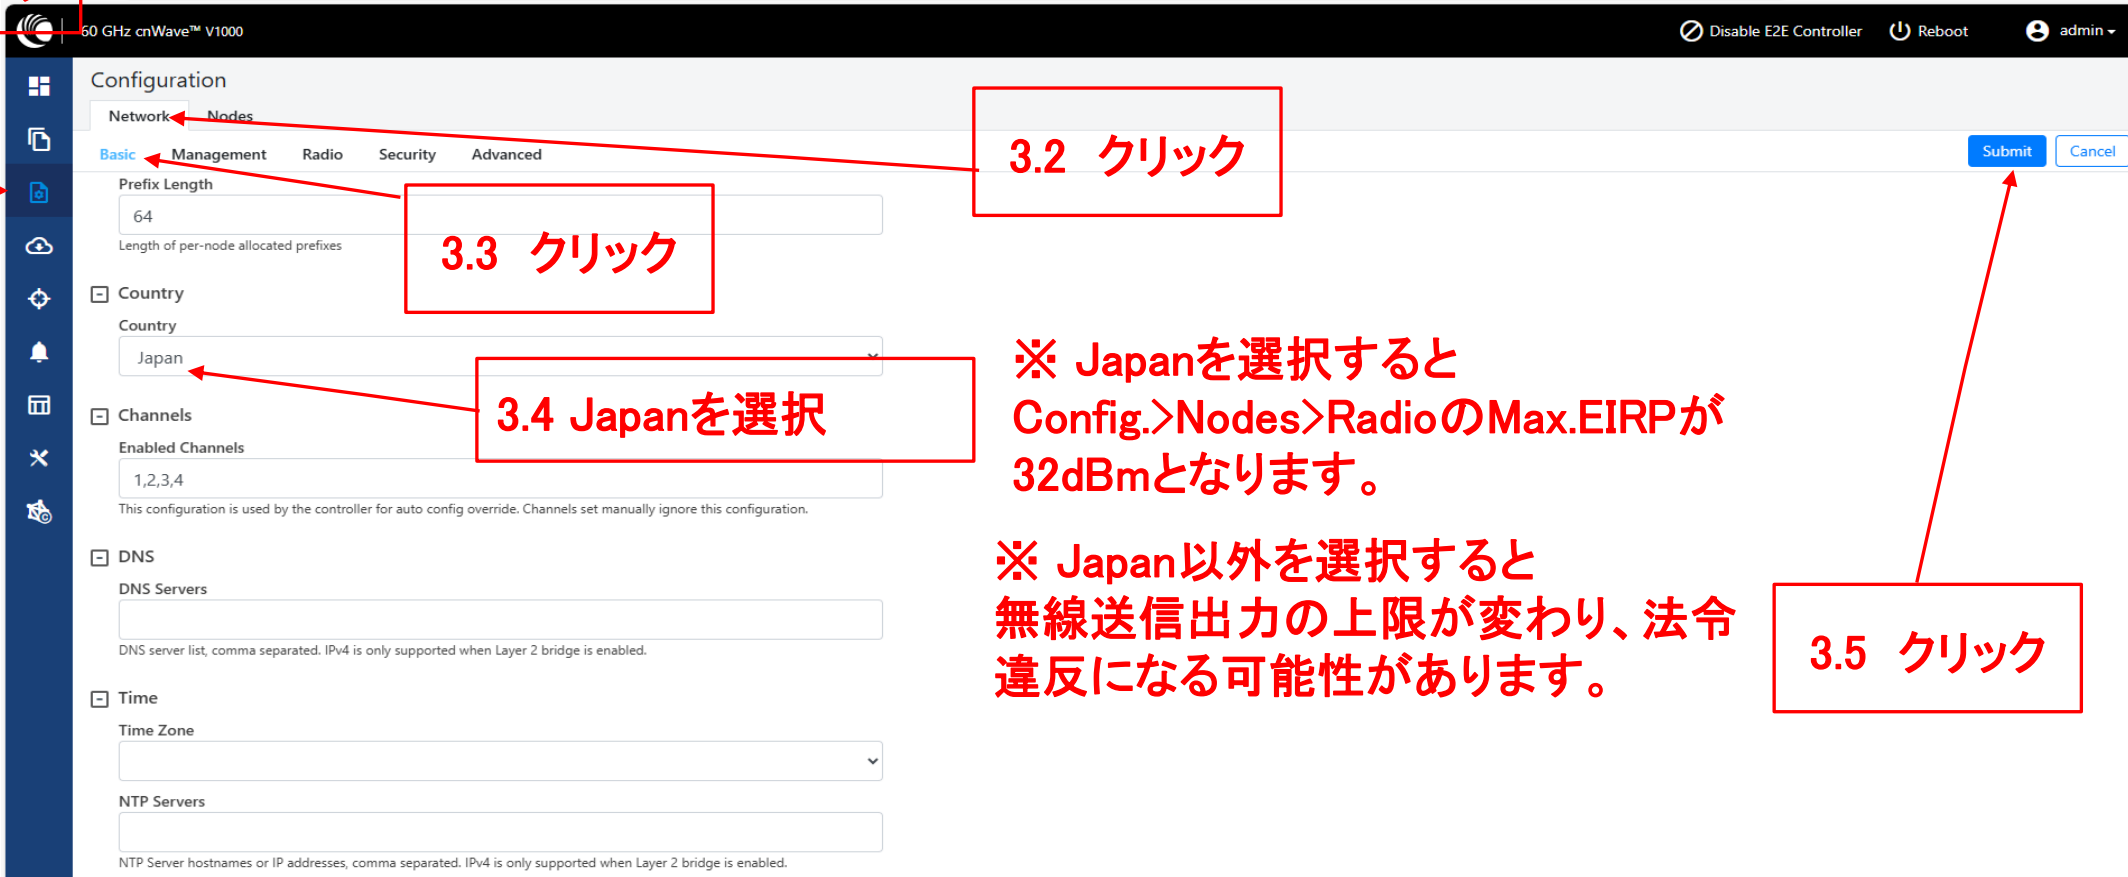 60 GHz cnWave™ V1000
Disable E2E Controller
Reboot
admin
Configuration
Network
Nodes
Basic
Management
Radio
Security
Advanced
Submit
Cancel
3.2 クリック
Prefix Length
64
Length of per-node allocated prefixes
3.3 クリック
Country
Country
Japan
3.4 Japanを選択
※ Japanを選択すると
Config.>Nodes>RadioのMax.EIRPが
32dBmとなります。
Channels
Enabled Channels
1,2,3,4
This configuration is used by the controller for auto config override. Channels set manually ignore this configuration.
※ Japan以外を選択すると
無線送信出力の上限が変わり、法令
違反になる可能性があります。
3.5 クリック
DNS
DNS Servers
DNS server list, comma separated. IPv4 is only supported when Layer 2 bridge is enabled.
Time
Time Zone
NTP Servers
NTP Server hostnames or IP addresses, comma separated. IPv4 is only supported when Layer 2 bridge is enabled.